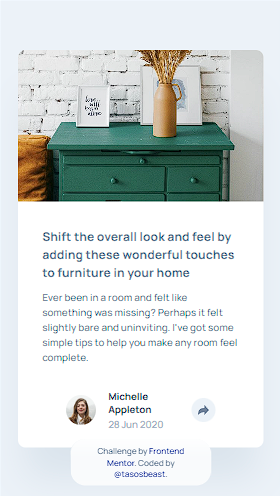 Shift the overall look and feel by
adding these wonderful touches
to furniture in your home
Ever been in a room and felt like
something was missing? Perhaps it felt
slightly bare and uninviting. I've got some
simple tips to help you make any room feel
complete.
Michelle
Appleton
28 Jun 2020
Challenge by Frontend
Mentor. Coded by
@tasosbeast.